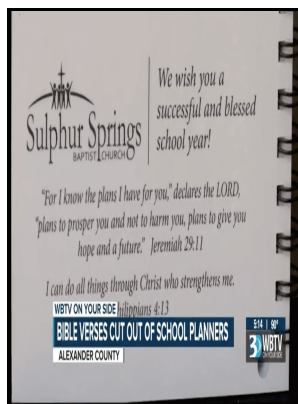 Sulphur Springs
BAPTIST CHURCH
We wish you a
successful and blessed
school year!
"For I know the plans I have for you," declares the LORD,
"plans to prosper you and not to harm you, plans to give you
hope and a future." Jeremiah 29:11
I can do all things through Christ who strengthens me.
hilippians 4:13
WBTV ON YOUR SIDE
BIBLE VERSES CUT OUT OF SCHOOL PLANNERS
ALEXANDER COUNTY
5:14 90°
3 WBTV
ON YOUR SIDE